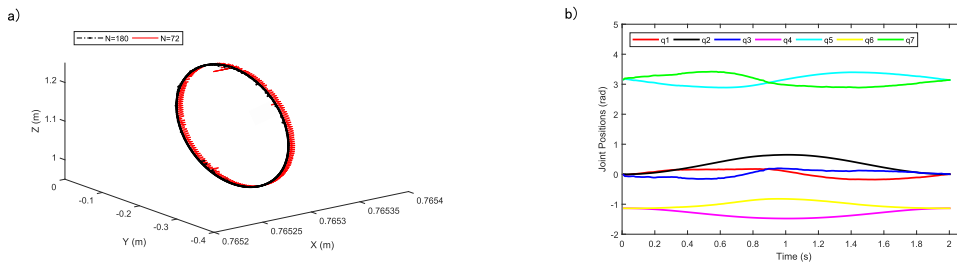 a)
N=180 N=72
Z (m)
1.2
1.1
1
0
-0.1
-0.2
-0.3
-0.4
Y (m)
0.7652
0.76525
0.7653
0.76535
0.7654
X (m)
b)
q1 q2 q3 q4 q5 q6 q7
Joint Positions (rad)
5
4
3
2
1
0
-1
-2
0 0.2 0.4 0.6 0.8 1 1.2 1.4 1.6 1.8 2
Time (s)